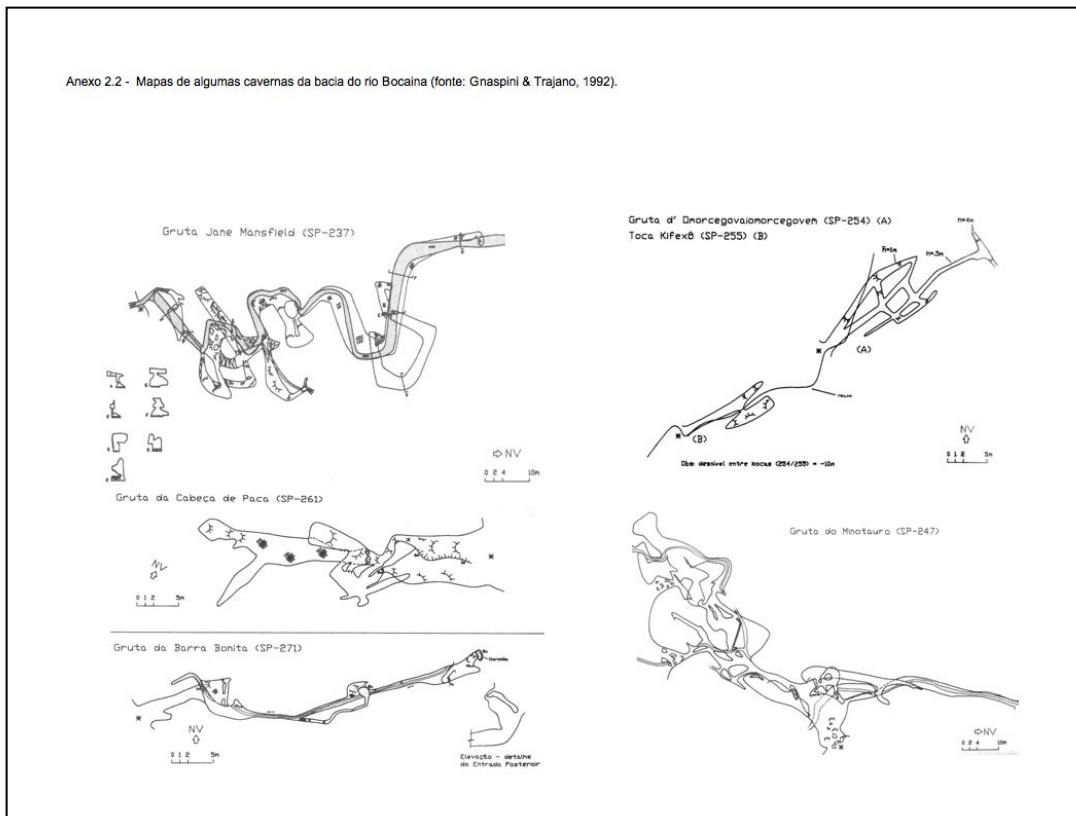 Anexo 2.2 - Mapas de algumas cavernas da bacia do rio Bocaina (fonte: Gnaspini & Trajano, 1992).
Gruta Jane Mansfield (SP-237)
NV
0 2 4 10m
Gruta da Cabeça de Paca (SP-261)
NV
0 1 2 5m
Gruta da Barra Bonita (SP-271)
NV
0 1 2 5m
Elevação - detalhe
da Entrada Posterior
Gruta d' Omorcegovaiomorcegovem (SP-254) (A)
Toca Kifex8 (SP-255) (B)
(A)
(B)
NV
0 1 2 5m
Obs: desnível entre bocas (254/255) = -10m
Gruta do Minotauro (SP-247)
NV
0 2 4 10m